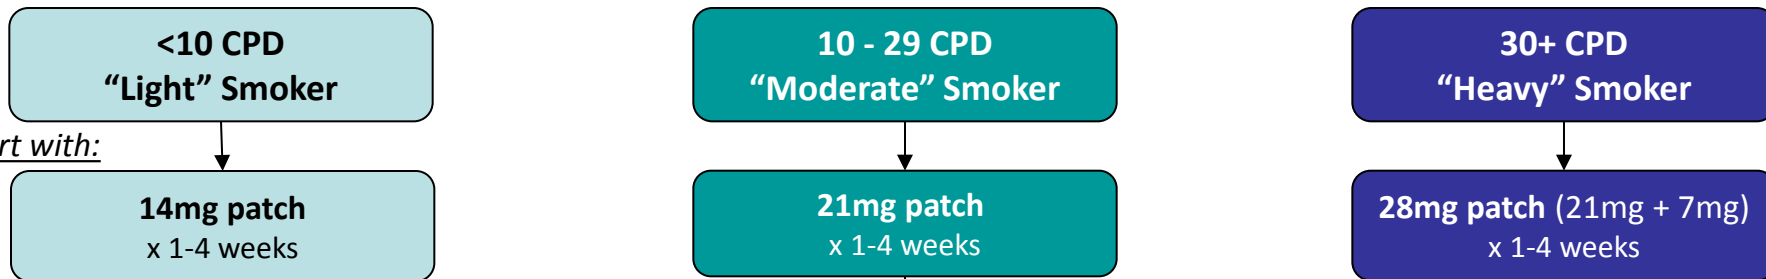 <10 CPD
“Light” Smoker
10 - 29 CPD
“Moderate” Smoker
30+ CPD
“Heavy” Smoker
with:
14mg patch
x 1-4 weeks
21mg patch
x 1-4 weeks
28mg patch (21mg + 7mg)
x 1-4 weeks